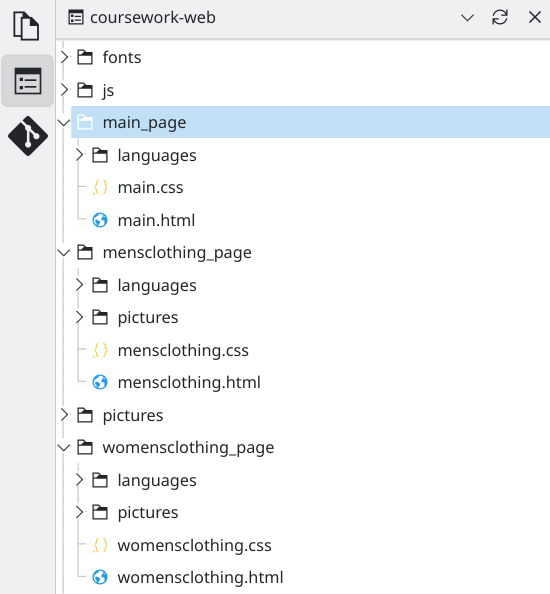 coursework-web
fonts
js
main_page
languages
main.css
main.html
mensclothing_page
languages
pictures
mensclothing.css
mensclothing.html
pictures
womensclothing_page
languages
pictures
womensclothing.css
womensclothing.html